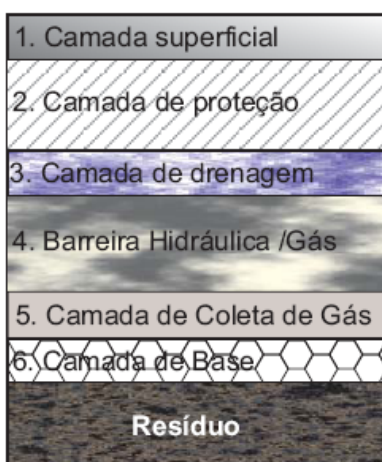 1. Camada superficial
2. Camada de proteção
3. Camada de drenagem
4. Barreira Hidráulica /Gás
5. Camada de Coleta de Gás
6. Camada de Base
Resíduo